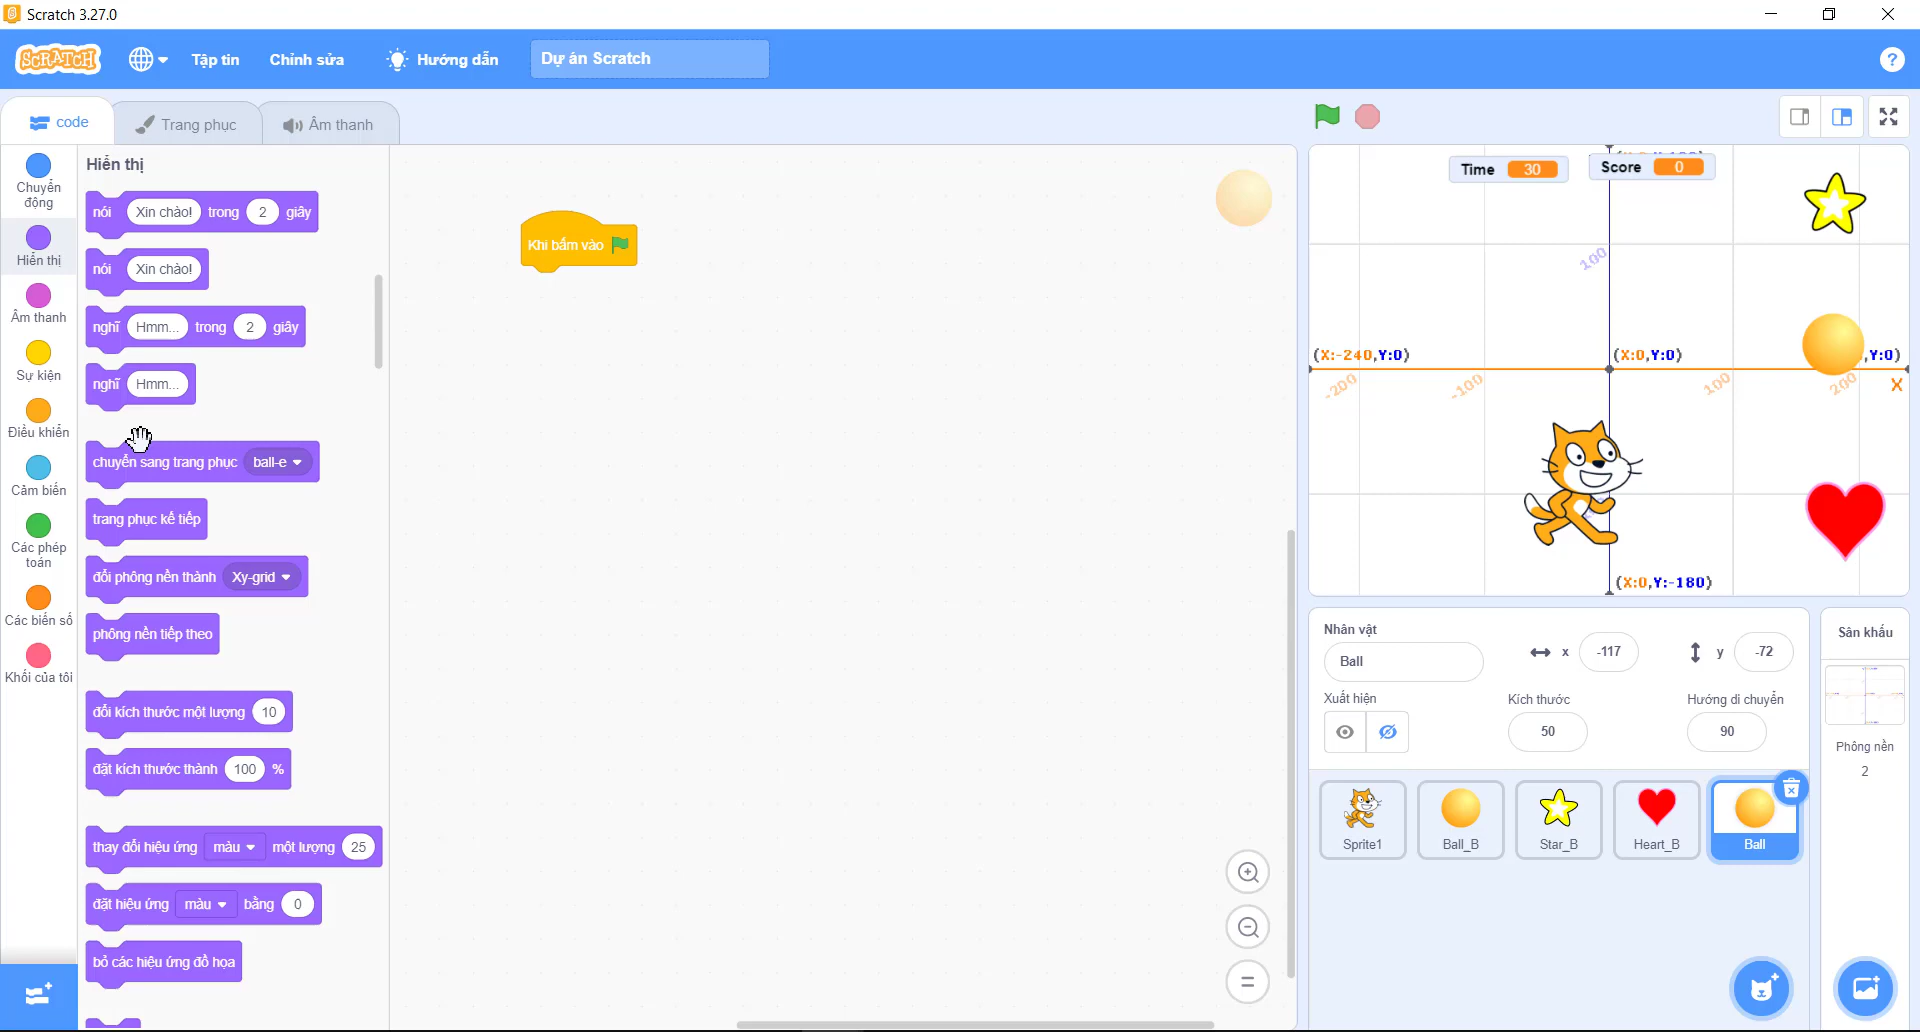 Scratch 3.27.0
SCRATCH
Tập tin
Chỉnh sửa
Hướng dẫn
Dự án Scratch
?
code
Trang phục
Âm thanh
Chuyển động
Hiển thị
Âm thanh
Sự kiện
Điều khiển
Cảm biến
Các phép toán
Các biến số
Khối của tôi
Hiển thị
nói Xin chào! trong 2 giây
nói Xin chào!
nghĩ Hmm... trong 2 giây
nghĩ Hmm...
chuyển sang trang phục ball-e
trang phục kế tiếp
đổi phông nền thành Xy-grid
phông nền tiếp theo
đổi kích thước một lượng 10
đặt kích thước thành 100 %
thay đổi hiệu ứng màu một lượng 25
đặt hiệu ứng màu bằng 0
bỏ các hiệu ứng đồ họa
Khi bấm vào
Time 30
Score 0
100
(X:-240,Y:0)
(X:0,Y:0)
,Y:0)
-200
-100
100
200
X
(X:0,Y:-180)
Nhân vật
Ball
x -117
y -72
Xuất hiện
Kích thước
50
Hướng di chuyển
90
Sprite1
Ball_B
Star_B
Heart_B
Ball
Sân khấu
Phông nền
2